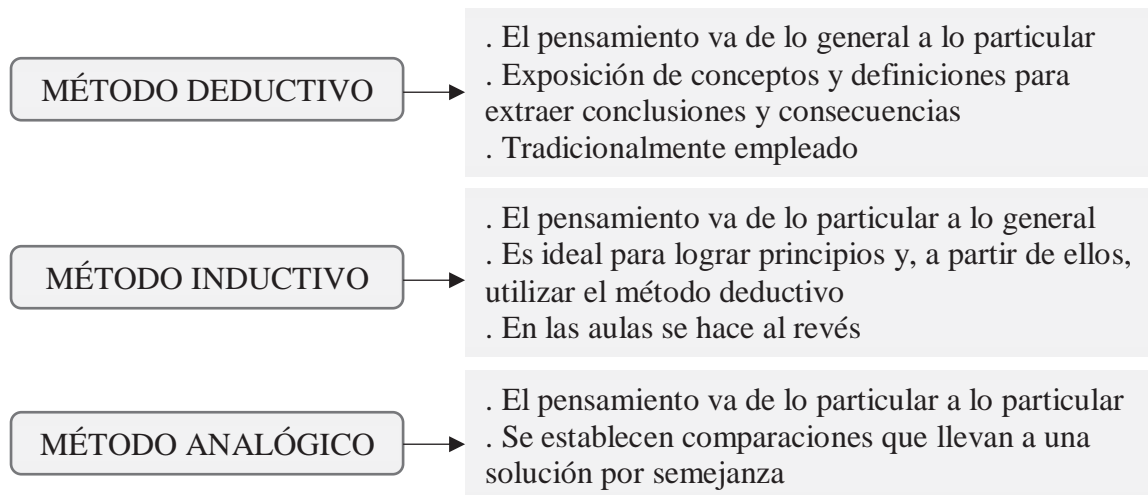 MÉTODO DEDUCTIVO
. El pensamiento va de lo general a lo particular
. Exposición de conceptos y definiciones para
extraer conclusiones y consecuencias
. Tradicionalmente empleado
MÉTODO INDUCTIVO
. El pensamiento va de lo particular a lo general
. Es ideal para lograr principios y, a partir de ellos,
utilizar el método deductivo
. En las aulas se hace al revés
MÉTODO ANALÓGICO
. El pensamiento va de lo particular a lo particular
. Se establecen comparaciones que llevan a una
solución por semejanza